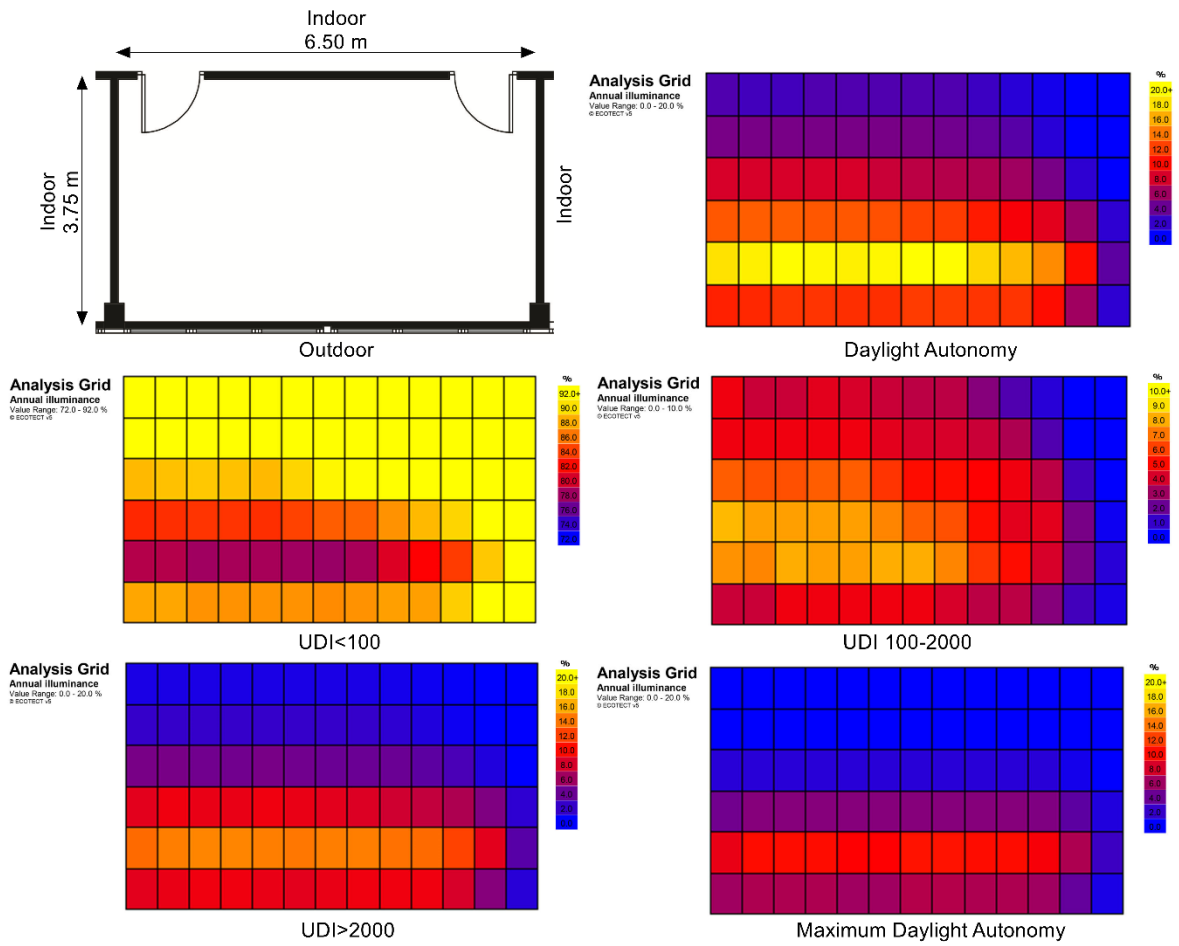 Indoor
6.50 m
Indoor
3.75 m
Indoor
Outdoor
Analysis Grid
Annual illuminance
Value Range: 0.0 - 20.0 %
© ECOTECT v5
%
20.0+
18.0
16.0
14.0
12.0
10.0
8.0
6.0
4.0
2.0
0.0
Daylight Autonomy
Analysis Grid
Annual illuminance
Value Range: 72.0 - 92.0 %
© ECOTECT v5
%
92.0+
90.0
88.0
86.0
84.0
82.0
80.0
78.0
76.0
74.0
72.0
UDI<100
Analysis Grid
Annual illuminance
Value Range: 0.0 - 10.0 %
© ECOTECT v5
%
10.0+
9.0
8.0
7.0
6.0
5.0
4.0
3.0
2.0
1.0
0.0
UDI 100-2000
Analysis Grid
Annual illuminance
Value Range: 0.0 - 20.0 %
© ECOTECT v5
%
20.0+
18.0
16.0
14.0
12.0
10.0
8.0
6.0
4.0
2.0
0.0
UDI>2000
Analysis Grid
Annual illuminance
Value Range: 0.0 - 20.0 %
© ECOTECT v5
%
20.0+
18.0
16.0
14.0
12.0
10.0
8.0
6.0
4.0
2.0
0.0
Maximum Daylight Autonomy